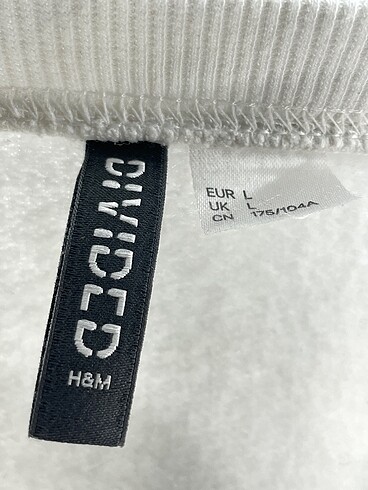 DIVIDED
H&M
EUR L
UK L
CN 175/104A